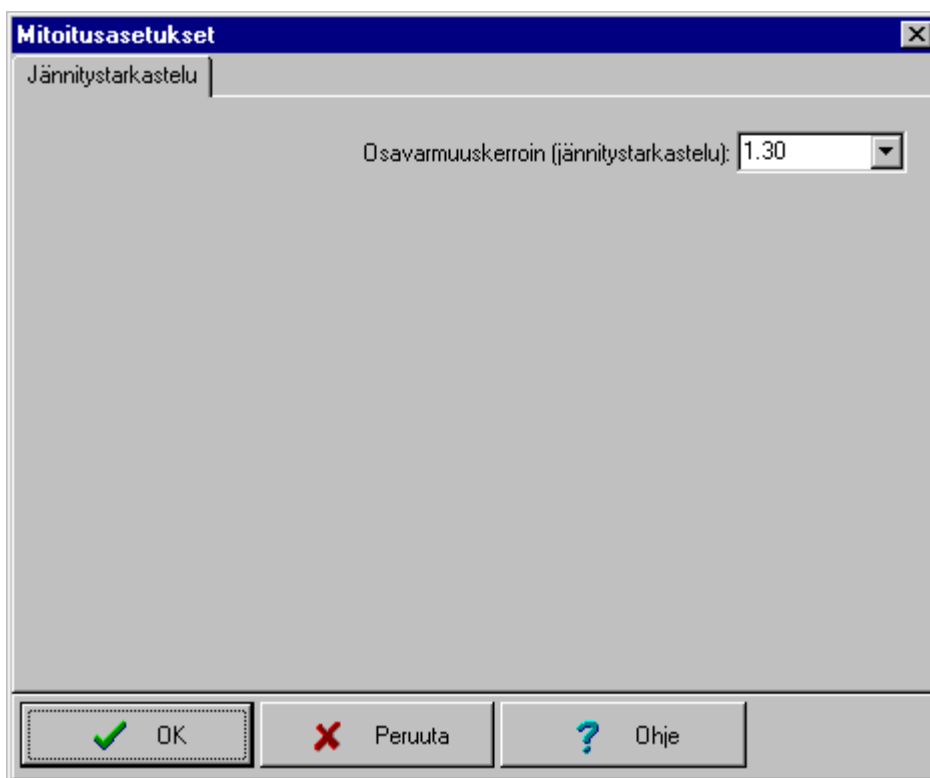 Mitoitusasetukset
Jännitystarkastelu
Osavarmuuskerroin (jännitystarkastelu): 1.30
OK Peruuta Ohje